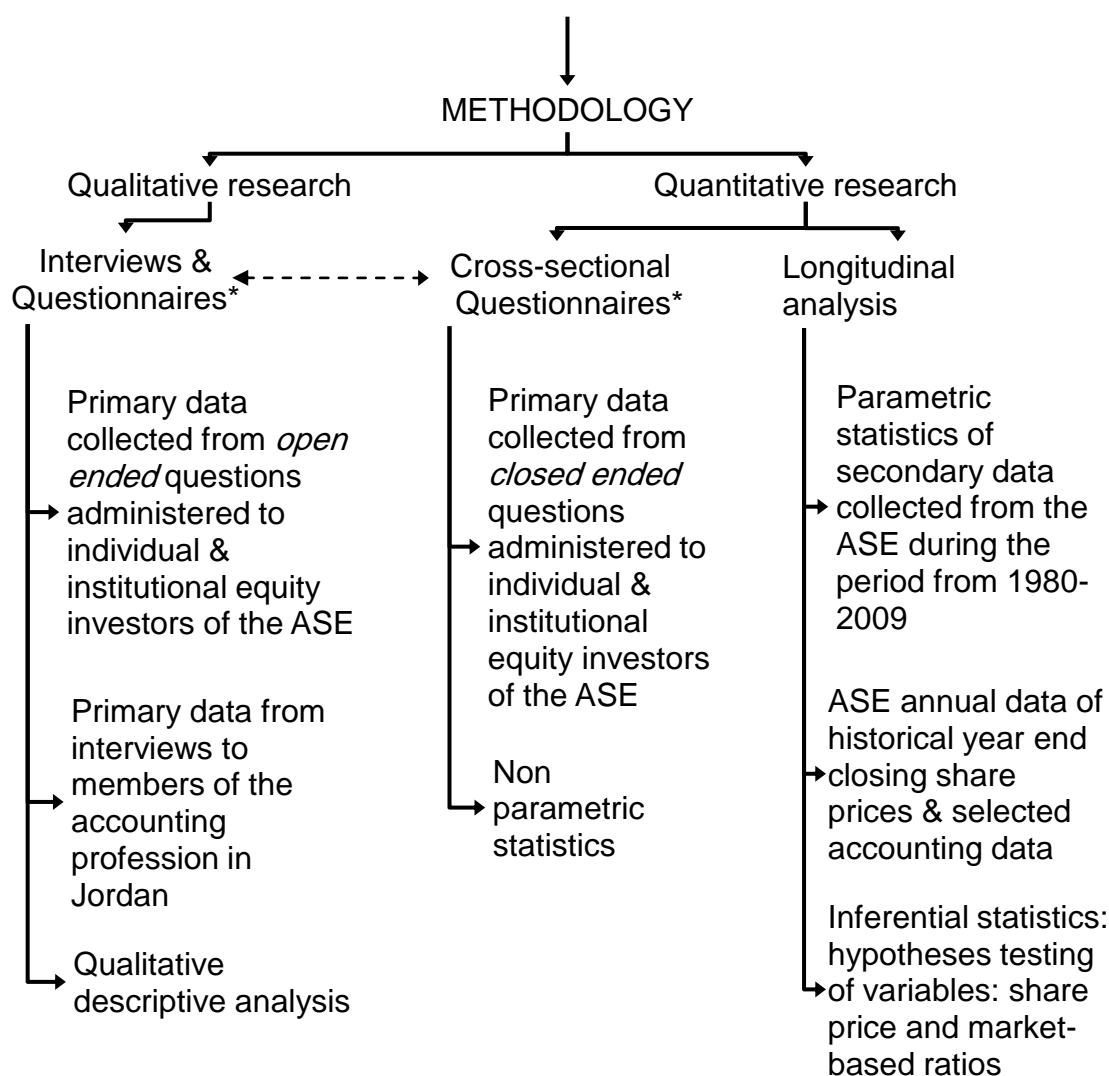 METHODOLOGY
Qualitative research
Quantitative research
Interviews &
Questionnaires*
Cross-sectional
Questionnaires*
Longitudinal
analysis
Primary data
collected from open
ended questions
administered to
individual &
institutional equity
investors of the ASE
Primary data from
interviews to
members of the
accounting
profession in
Jordan
Qualitative
descriptive analysis
Primary data
collected from
closed ended
questions
administered to
individual &
institutional
equity investors
of the ASE
Non
parametric
statistics
Parametric
statistics of
secondary data
collected from the
ASE during the
period from 1980-
2009
ASE annual data of
historical year end
closing share
prices & selected
accounting data
Inferential statistics:
hypotheses testing
of variables: share
price and market-
based ratios